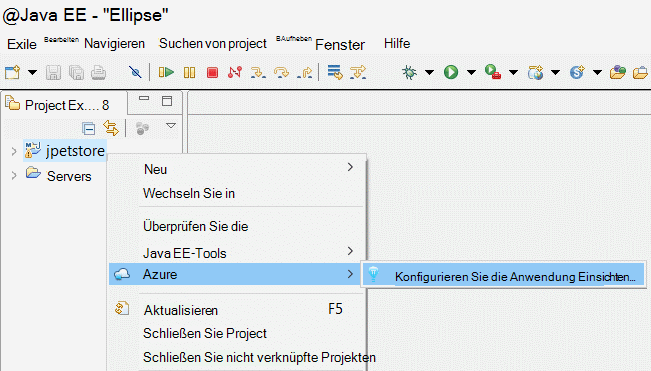 @Java EE - "Ellipse"
Exile Bearbeiten Navigieren Suchen von project BAufheben Fenster Hilfe
Project Ex.... 8
jpetstore
Servers
Neu
Wechseln Sie in
Überprüfen Sie die
Java EE-Tools
Azure
Konfigurieren Sie die Anwendung Einsichten...
Aktualisieren F5
Schließen Sie Project
Schließen Sie nicht verknüpfte Projekten